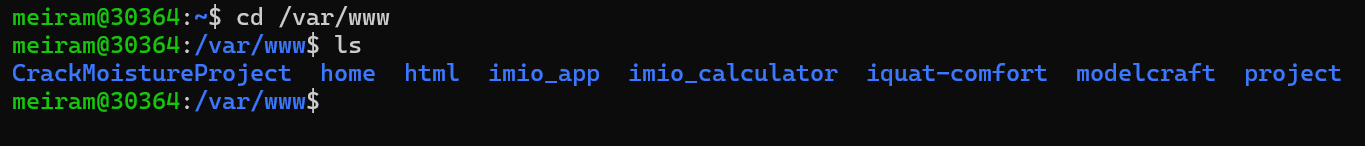 meiram@30364:~$ cd /var/www
meiram@30364:/var/www$ ls
CrackMoistureProject  home  html  imio_app  imio_calculator  iquat-comfort  modelcraft  project
meiram@30364:/var/www$